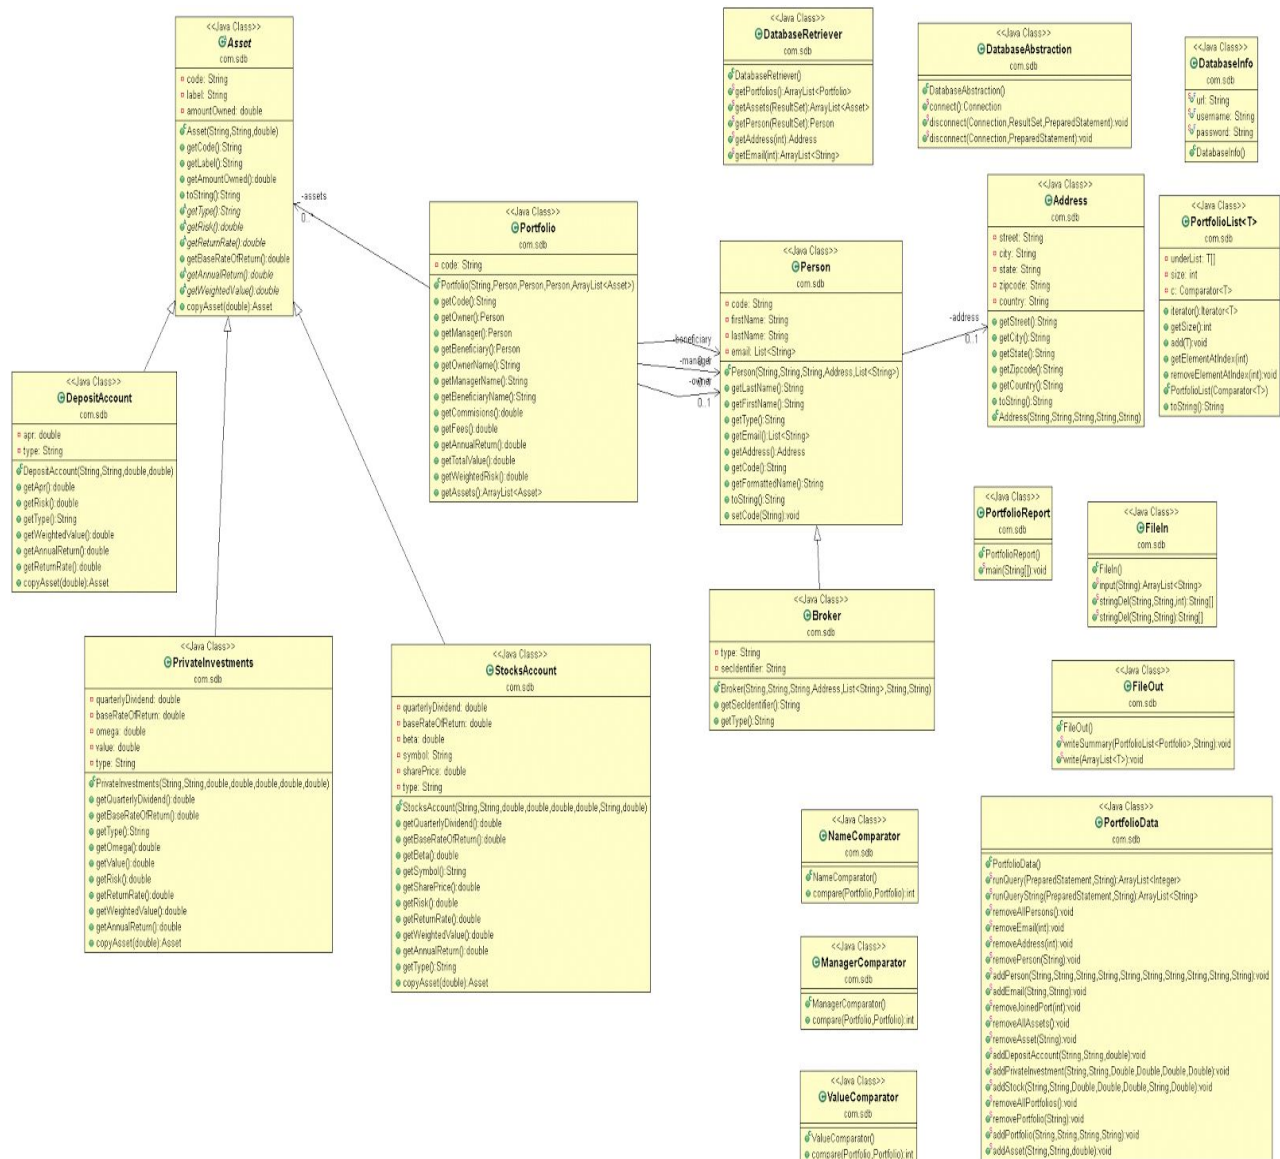 <<Java Class>>
Asset
com.sdb
code: String
label: String
amountOwned: double
Asset(String,String,double)
getCode():String
getLabel():String
getAmountOwned():double
toString():String
getType():String
getRisk():double
getReturnRate():double
getBaseRateOfReturn():double
getAnnualReturn():double
getWeightedValue():double
copyAsset(double):Asset
<<Java Class>>
DatabaseRetriever
com.sdb
DatabaseRetriever()
getPortfolios():ArrayList<Portfolio>
getAssets(ResultSet):ArrayList<Asset>
getPerson(ResultSet):Person
getAddress(int):Address
getEmail(int):ArrayList<String>
<<Java Class>>
DatabaseAbstraction
com.sdb
DatabaseAbstraction()
connect():Connection
disconnect(Connection,ResultSet,PreparedStatement):void
disconnect(Connection,PreparedStatement):void
<<Java Class>>
DatabaseInfo
com.sdb
url: String
username: String
password: String
DatabaseInfo()
-assets
0..
<<Java Class>>
Portfolio
com.sdb
code: String
Portfolio(String,Person,Person,Person,ArrayList<Asset>)
getCode():String
getOwner():Person
getManager():Person
getBeneficiary():Person
getOwnerName():String
getManagerName():String
getBeneficiaryName():String
getCommisions():double
getFees():double
getAnnualReturn():double
getTotalValue():double
getWeightedRisk():double
getAssets():ArrayList<Asset>
-beneficiary
-manager
-owner
0..1
<<Java Class>>
Person
com.sdb
code: String
firstName: String
lastName: String
email: List<String>
Person(String,String,String,Address,List<String>)
getLastName():String
getFirstName():String
getType():String
getEmail():List<String>
getAddress():Address
getCode():String
getFormattedName():String
toString():String
setCode(String):void
-address
0..1
<<Java Class>>
Address
com.sdb
street: String
city: String
state: String
zipcode: String
country: String
getStreet():String
getCity():String
getState():String
getZipcode():String
getCountry():String
toString():String
Address(String,String,String,String,String)
<<Java Class>>
PortfolioList<T>
com.sdb
underList: T[]
size: int
c: Comparator<T>
iterator():Iterator<T>
getSize():int
add(T):void
getElementAtIndex(int)
removeElementAtIndex(int):void
PortfolioList(Comparator<T>)
toString():String
<<Java Class>>
DepositAccount
com.sdb
apr: double
type: String
DepositAccount(String,String,double,double)
getApr():double
getRisk():double
getType():String
getWeightedValue():double
getAnnualReturn():double
getReturnRate():double
copyAsset(double):Asset
<<Java Class>>
PortfolioReport
com.sdb
PortfolioReport()
main(String[]):void
<<Java Class>>
FileIn
com.sdb
FileIn()
input(String):ArrayList<String>
stringDel(String,String,int):String[]
stringDel(String,String):String[]
<<Java Class>>
PrivateInvestments
com.sdb
quarterlyDividend: double
baseRateOfReturn: double
omega: double
value: double
type: String
PrivateInvestments(String,String,double,double,double,double,double)
getQuarterlyDividend():double
getBaseRateOfReturn():double
getType():String
getOmega():double
getValue():double
getRisk():double
getReturnRate():double
getWeightedValue():double
getAnnualReturn():double
copyAsset(double):Asset
<<Java Class>>
StocksAccount
com.sdb
quarterlyDividend: double
baseRateOfReturn: double
beta: double
symbol: String
sharePrice: double
type: String
StocksAccount(String,String,double,double,double,double,String,double)
getQuarterlyDividend():double
getBaseRateOfReturn():double
getBeta():double
getSymbol():String
getSharePrice():double
getRisk():double
getReturnRate():double
getWeightedValue():double
getAnnualReturn():double
getType():String
copyAsset(double):Asset
<<Java Class>>
Broker
com.sdb
type: String
secIdentifier: String
Broker(String,String,String,Address,List<String>,String,String)
getSecIdentifier():String
getType():String
<<Java Class>>
FileOut
com.sdb
FileOut()
writeSummary(PortfolioList<Portfolio>,String):void
write(ArrayList<T>):void
<<Java Class>>
NameComparator
com.sdb
NameComparator()
compare(Portfolio,Portfolio):int
<<Java Class>>
ManagerComparator
com.sdb
ManagerComparator()
compare(Portfolio,Portfolio):int
<<Java Class>>
ValueComparator
com.sdb
ValueComparator()
compare(Portfolio,Portfolio):int
<<Java Class>>
PortfolioData
com.sdb
PortfolioData()
runQuery(PreparedStatement,String):ArrayList<Integer>
runQueryString(PreparedStatement,String):ArrayList<String>
removeAllPersons():void
removeEmail(int):void
removeAddress(int):void
removePerson(String):void
addPerson(String,String,String,String,String,String,String,String,String,String):void
addEmail(String,String):void
removeJoinedPort(int):void
removeAllAssets():void
removeAsset(String):void
addDepositAccount(String,String,double):void
addPrivateInvestment(String,String,Double,Double,Double,Double):void
addStock(String,String,Double,Double,Double,String,Double):void
removeAllPortfolios():void
removePortfolio(String):void
addPortfolio(String,String,String,String):void
addAsset(String,String,double):void